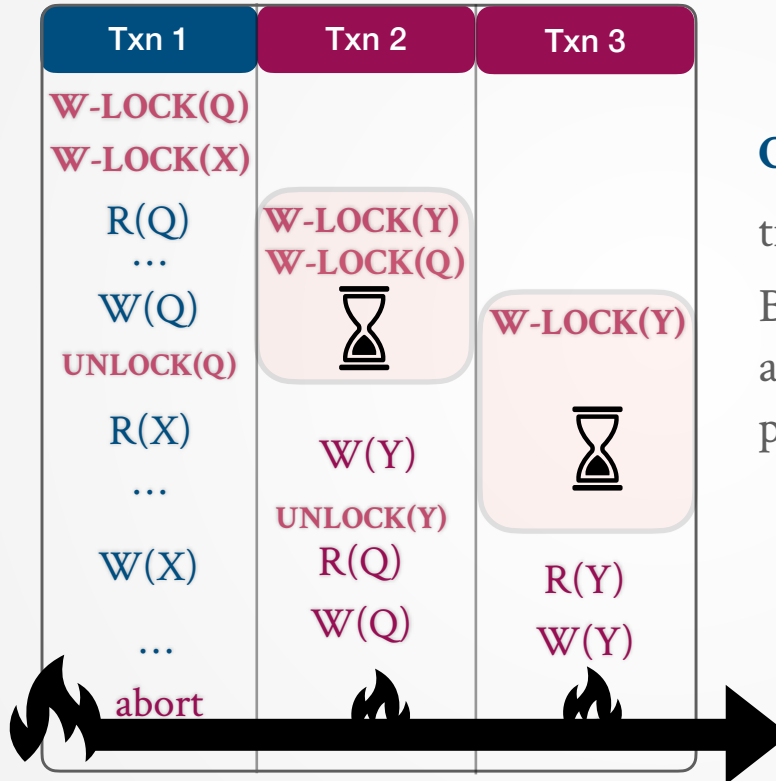 Txn 1
Txn 2
Txn 3
W-LOCK(Q)
W-LOCK(X)
R(Q)
...
W(Q)
UNLOCK(Q)
R(X)
...
W(X)
...
abort
W-LOCK(Y)
W-LOCK(Q)
W(Y)
UNLOCK(Y)
R(Q)
W(Q)
W-LOCK(Y)
R(Y)
W(Y)